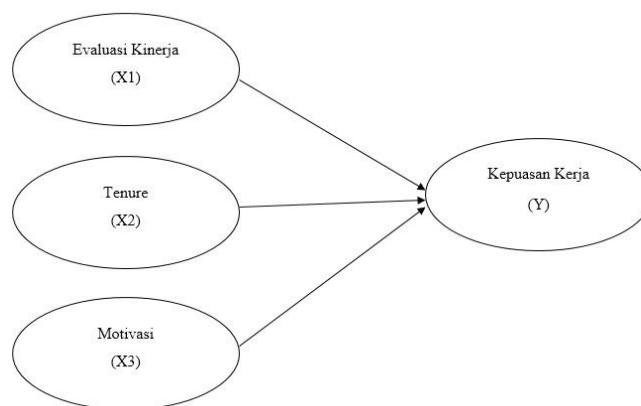 Evaluasi Kinerja
(X1)
Tenure
(X2)
Motivasi
(X3)
Kepuasan Kerja
(Y)